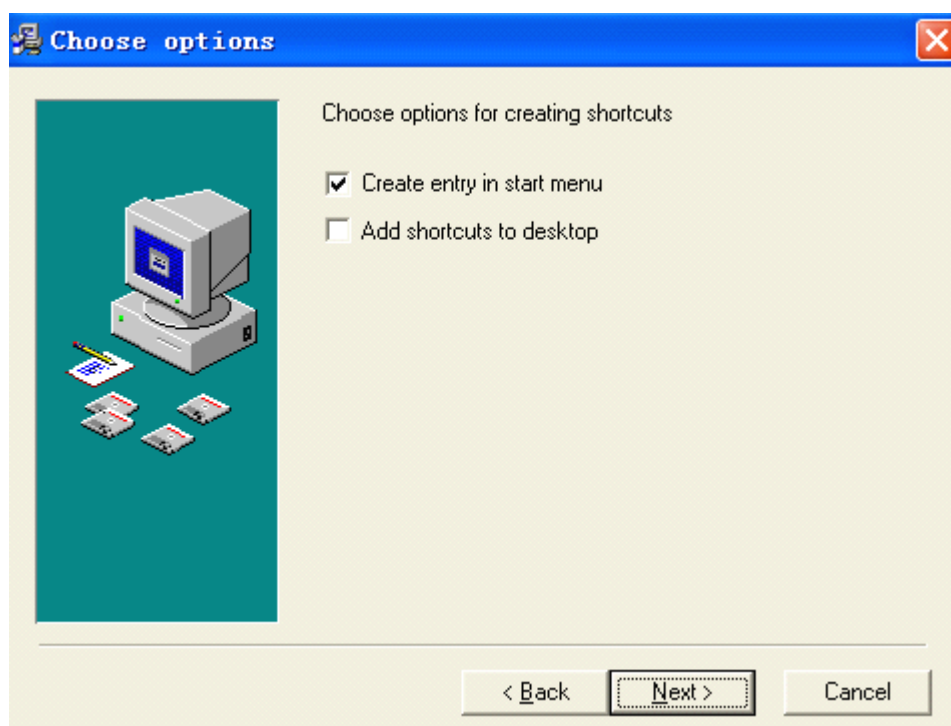 Choose options
Choose options for creating shortcuts
Create entry in start menu
Add shortcuts to desktop
< Back
Next >
Cancel